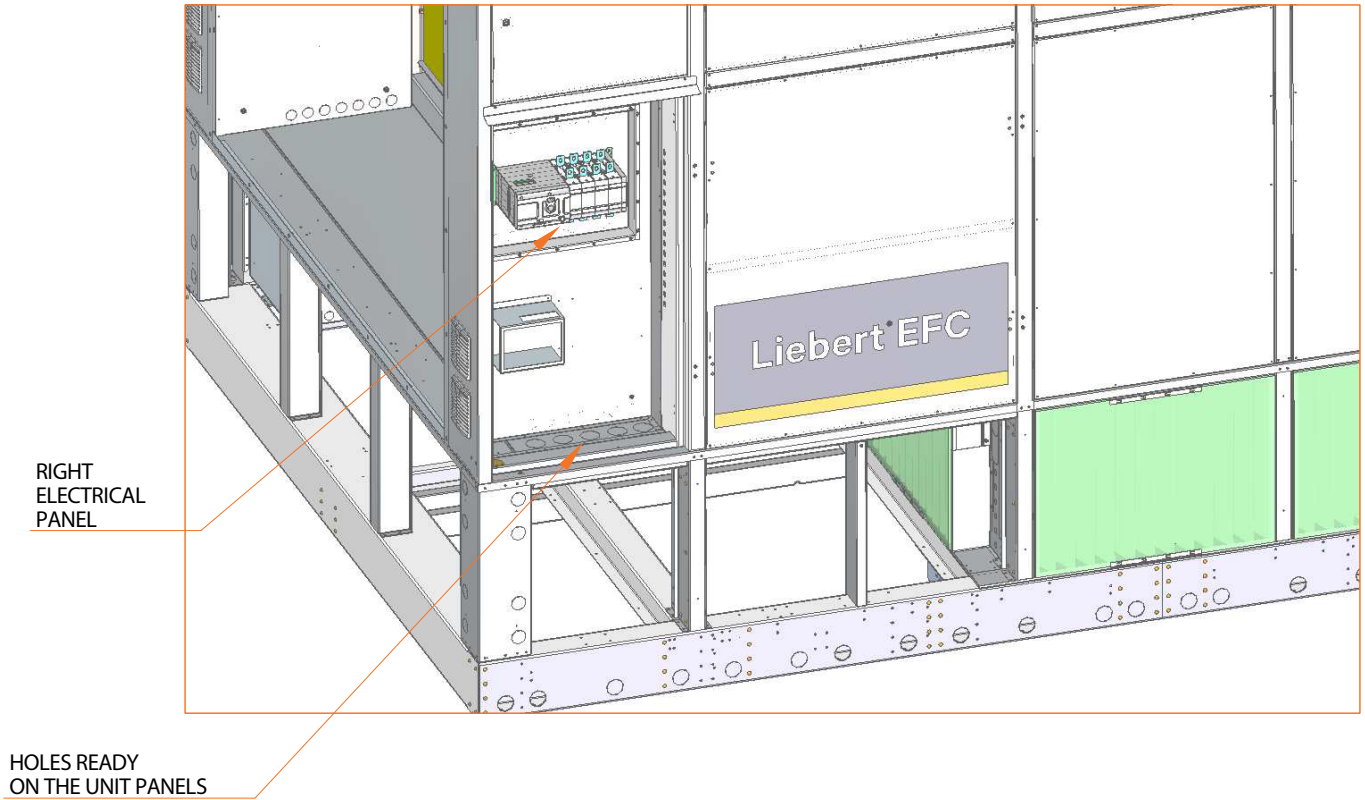 Liebert EFC
RIGHT
ELECTRICAL
PANEL
HOLES READY
ON THE UNIT PANELS